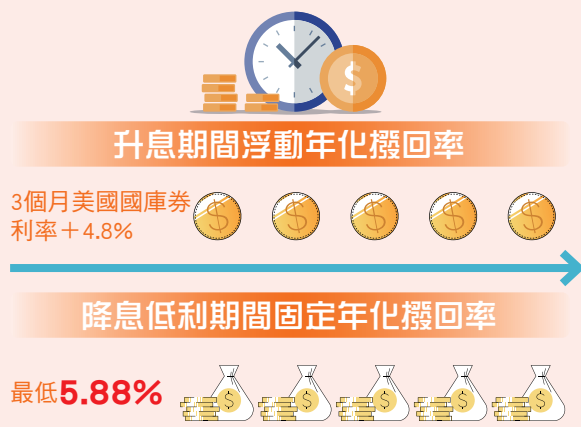 $
升息期間浮動年化撥回率
3個月美國國庫券
利率+4.8%
$ $ $ $ $
降息低利期間固定年化撥回率
最低5.88%
$ $ $ $ $